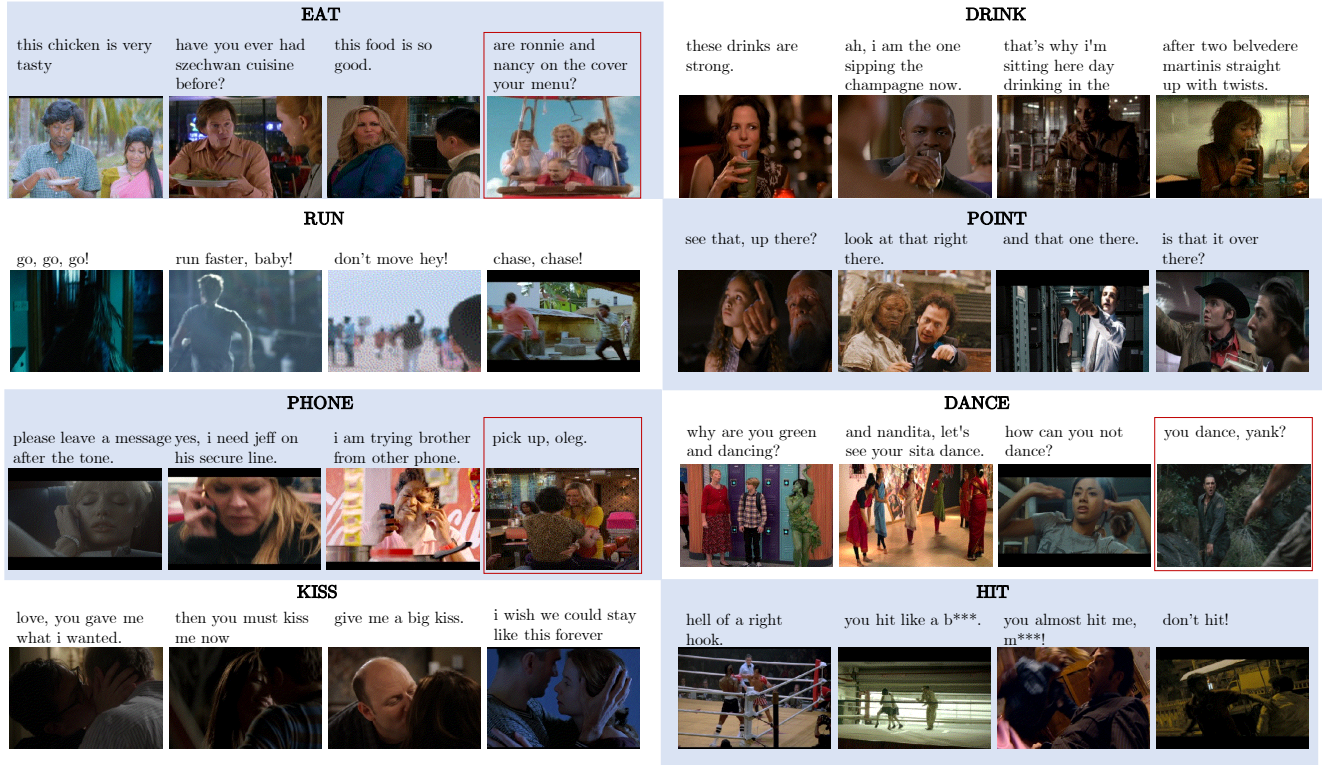 EAT
this chicken is very
tasty
have you ever had
szechwan cuisine
before?
this food is so
good.
are ronnie and
nancy on the cover
your menu?
DRINK
these drinks are
strong.
ah, i am the one
sipping the
champagne now.
that's why i'm
sitting here day
drinking in the
after two belvedere
martinis straight
up with twists.
RUN
go, go, go!
run faster, baby!
don't move hey!
chase, chase!
POINT
see that, up there?
look at that right
there.
and that one there.
is that it over
there?
PHONE
please leave a message
after the tone.
yes, i need jeff on
his secure line.
i am trying brother
from other phone.
pick up, oleg.
DANCE
why are you green
and dancing?
and nandita, let's
see your sita dance.
how can you not
dance?
you dance, yank?
KISS
love, you gave me
what i wanted.
then you must kiss
me now
give me a big kiss.
i wish we could stay
like this forever
HIT
hell of a right
hook.
you hit like a b***.
you almost hit me,
m***!
don't hit!